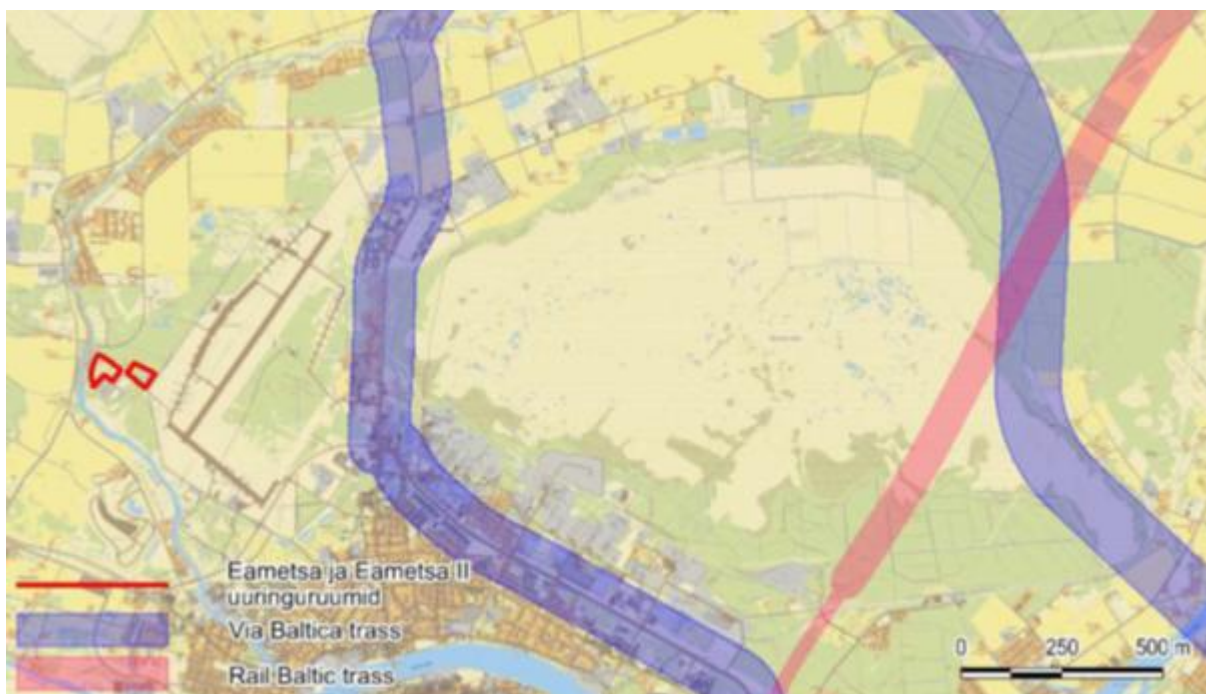 Eametsa ja Eametsa II
uuringuruumid
Via Baltica trass
Rail Baltic trass
0 250 500 m